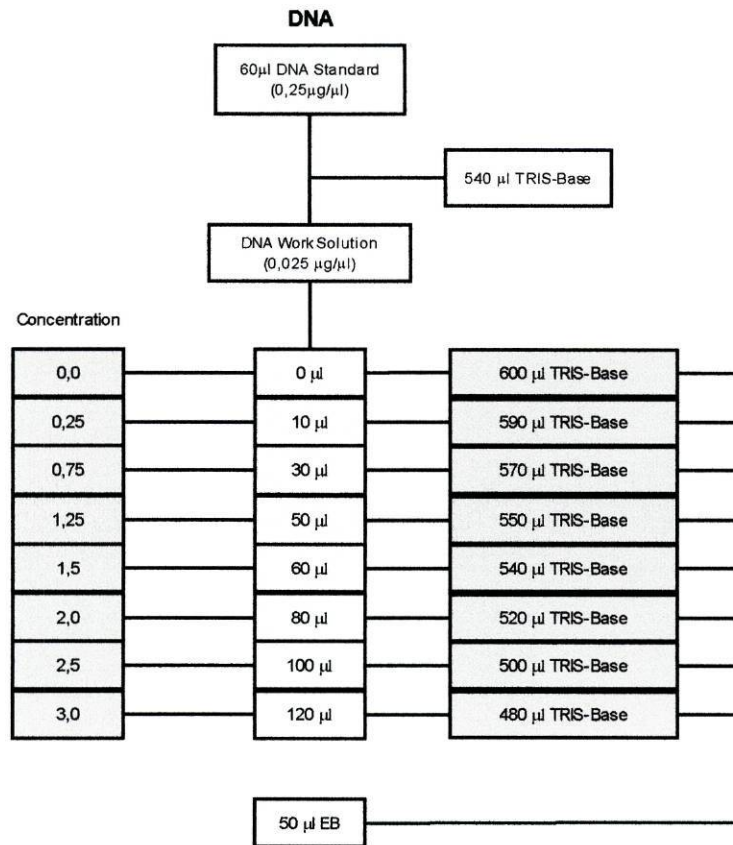 DNA
60µl DNA Standard
(0,25µg/µl)
540 µl TRIS-Base
DNA Work Solution
(0,025 µg/µl)
Concentration
0,0 0 µl 600 µl TRIS-Base
0,25 10 µl 590 µl TRIS-Base
0,75 30 µl 570 µl TRIS-Base
1,25 50 µl 550 µl TRIS-Base
1,5 60 µl 540 µl TRIS-Base
2,0 80 µl 520 µl TRIS-Base
2,5 100 µl 500 µl TRIS-Base
3,0 120 µl 480 µl TRIS-Base
50 µl EB